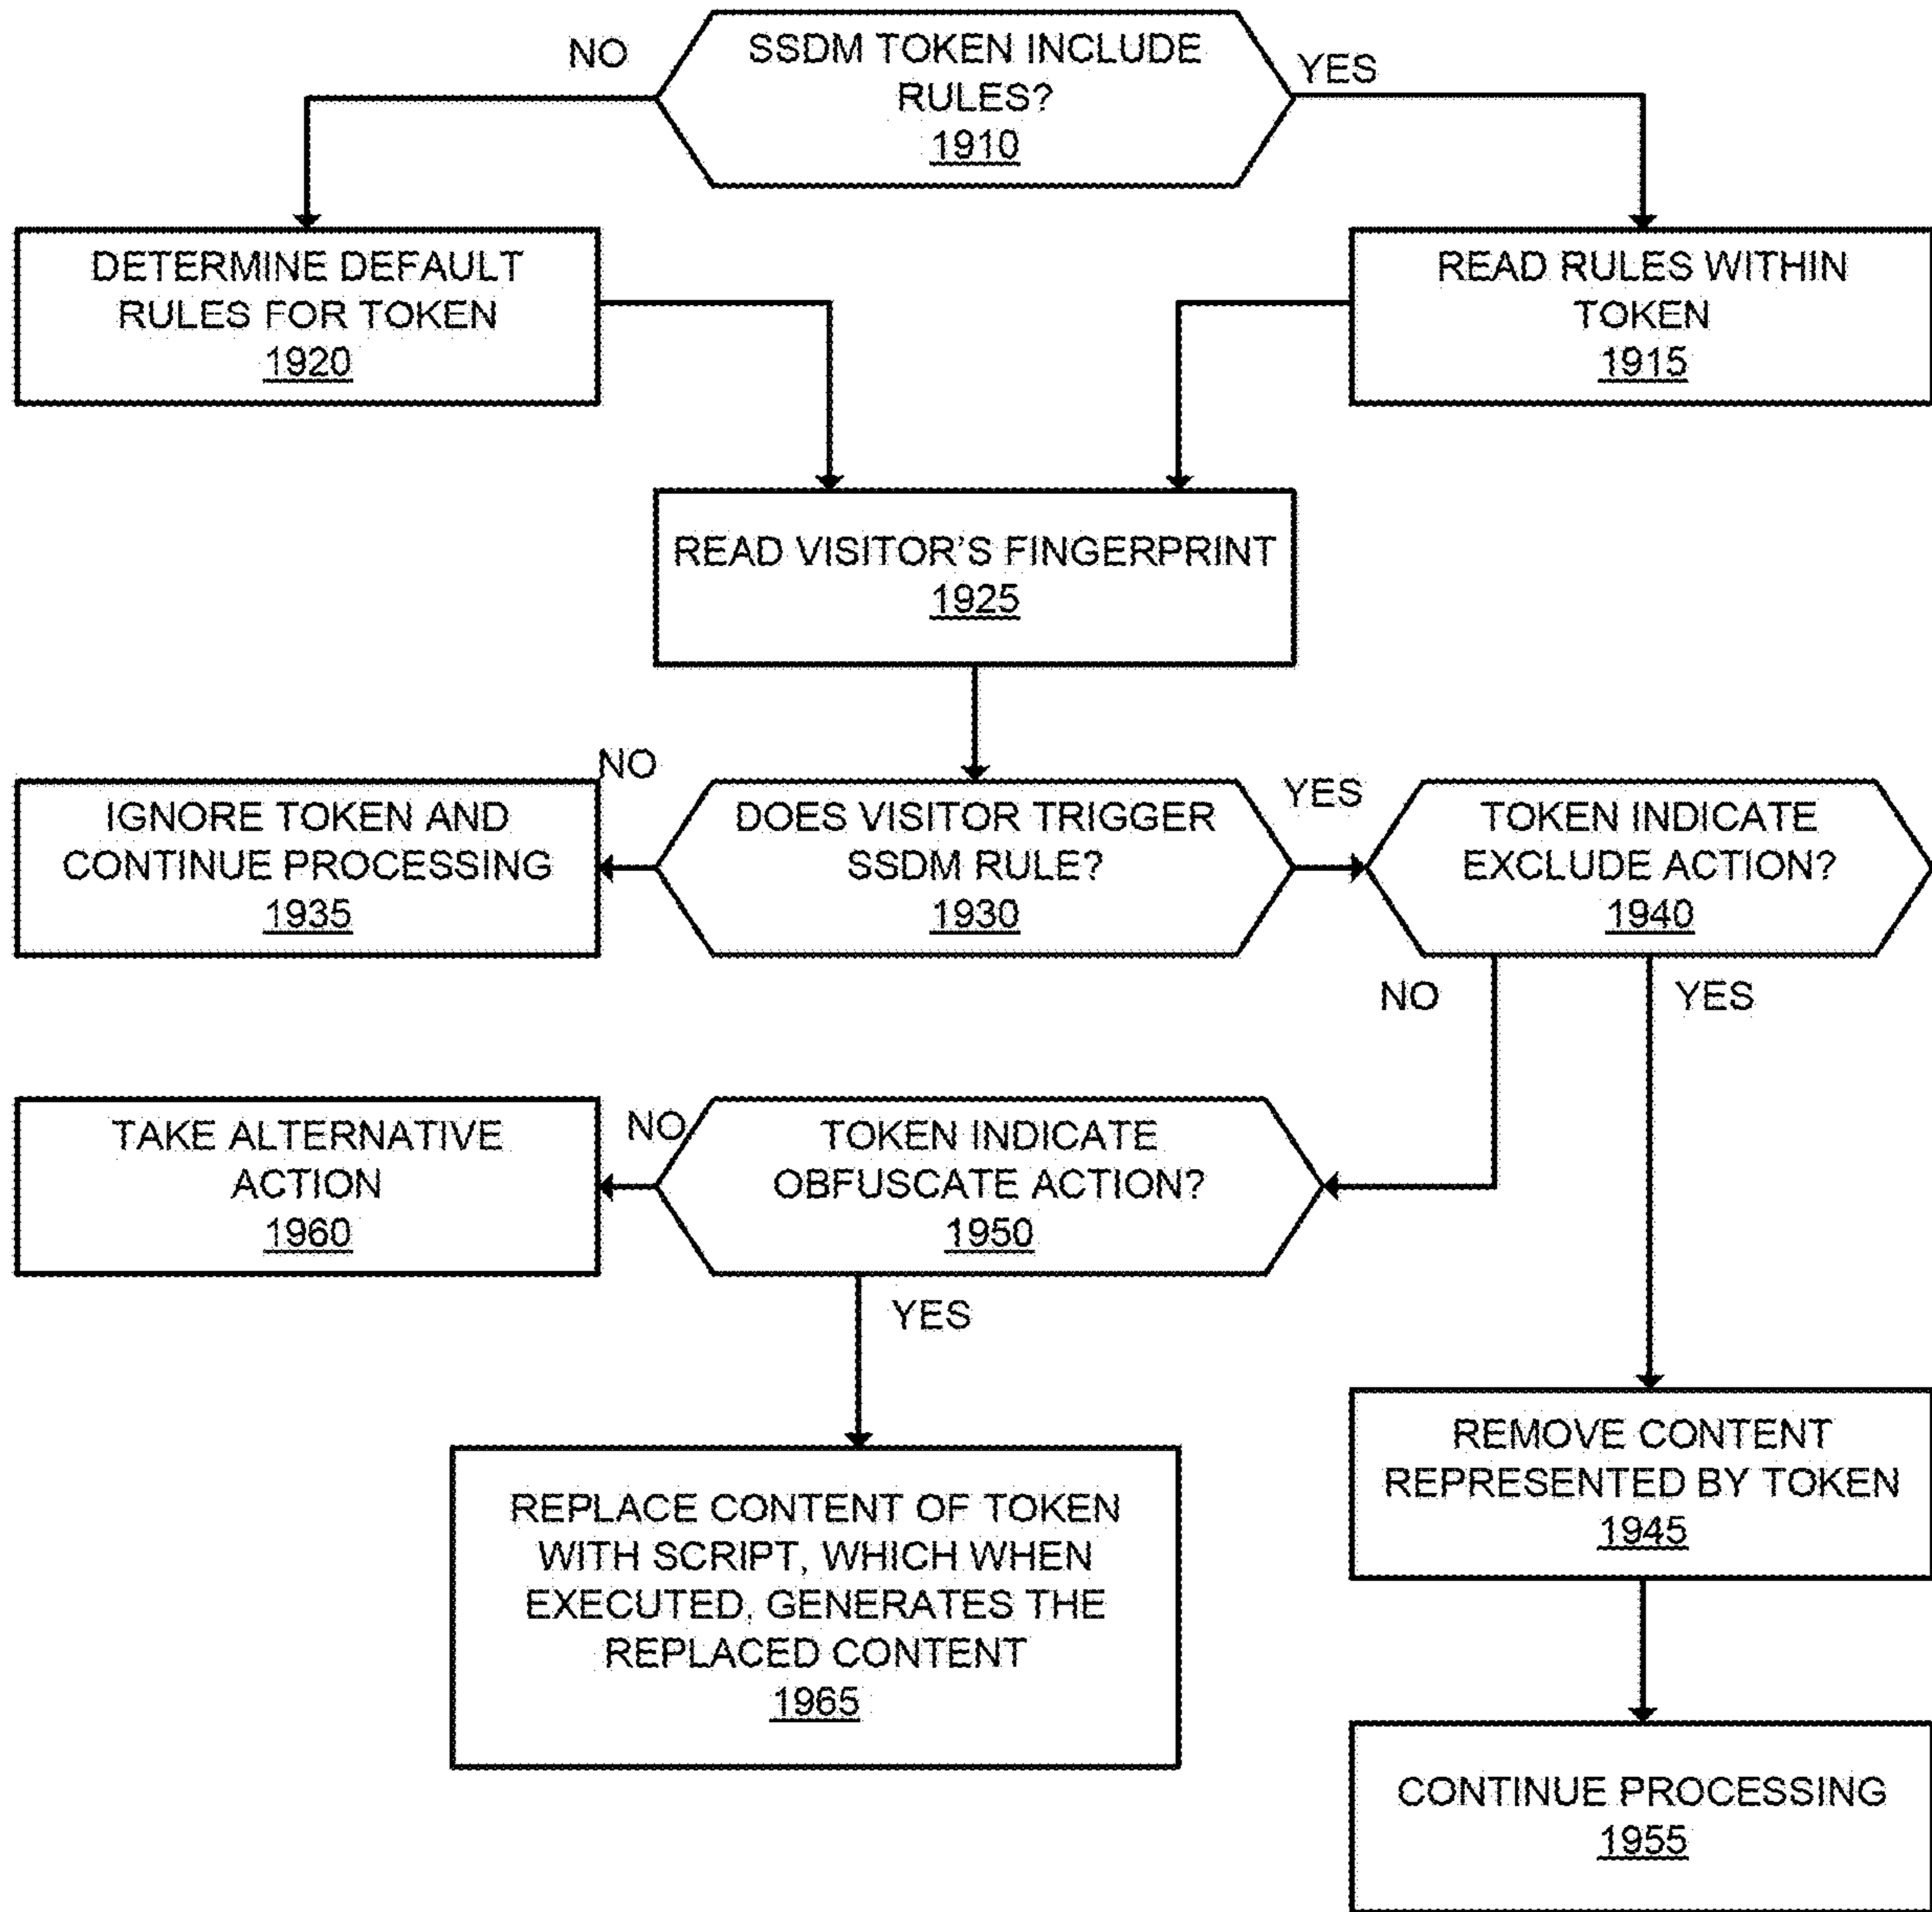 NO
SSDM TOKEN INCLUDE
RULES?
1910
YES
DETERMINE DEFAULT
RULES FOR TOKEN
1920
READ RULES WITHIN
TOKEN
1915
READ VISITOR'S FINGERPRINT
1925
IGNORE TOKEN AND
CONTINUE PROCESSING
1935
NO
DOES VISITOR TRIGGER
SSDM RULE?
1930
YES
TOKEN INDICATE
EXCLUDE ACTION?
1940
NO
YES
TAKE ALTERNATIVE
ACTION
1960
NO
TOKEN INDICATE
OBFUSCATE ACTION?
1950
YES
REPLACE CONTENT OF TOKEN
WITH SCRIPT, WHICH WHEN
EXECUTED, GENERATES THE
REPLACED CONTENT
1965
REMOVE CONTENT
REPRESENTED BY TOKEN
1945
CONTINUE PROCESSING
1955